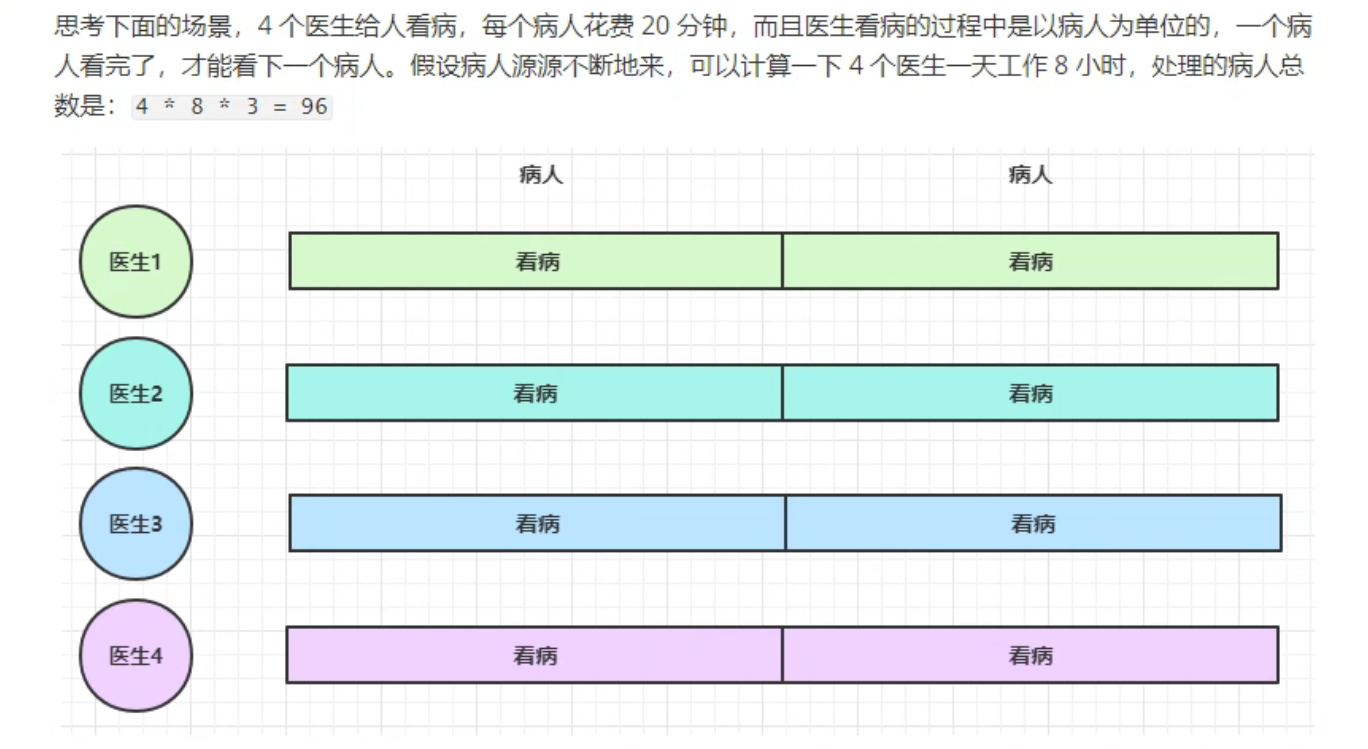 思考下面的场景，4 个医生给人看病，每个病人花费 20 分钟，而且医生看病的过程中是以病人为单位的，一个病
人看完了，才能看下一个病人。假设病人源源不断地来，可以计算一下 4 个医生一天工作 8 小时，处理的病人总
数是： 4 * 8 * 3 = 96
病人 病人
医生1 看病 看病
医生2 看病 看病
医生3 看病 看病
医生4 看病 看病